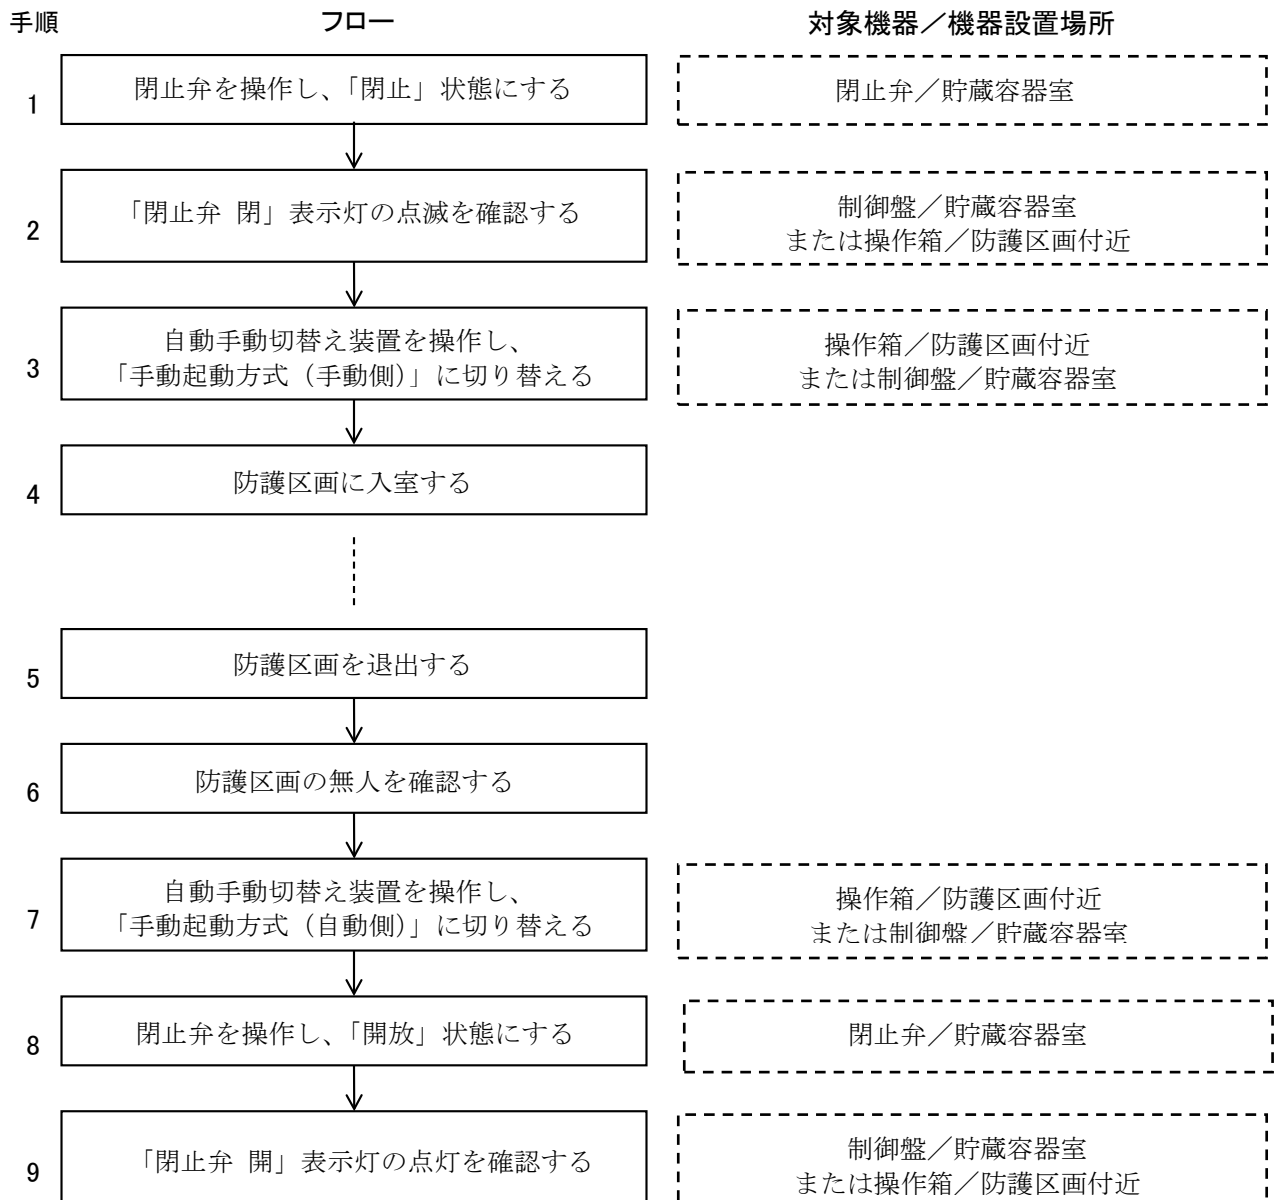 手順 フロー 対象機器／機器設置場所
1 閉止弁を操作し、「閉止」状態にする 閉止弁／貯蔵容器室
2 「閉止弁 閉」表示灯の点滅を確認する 制御盤／貯蔵容器室
または操作箱／防護区画付近
3 自動手動切替え装置を操作し、
「手動起動方式（手動側）」に切り替える 操作箱／防護区画付近
または制御盤／貯蔵容器室
4 防護区画に入室する
5 防護区画を退出する
6 防護区画の無人を確認する
7 自動手動切替え装置を操作し、
「手動起動方式（自動側）」に切り替える 操作箱／防護区画付近
または制御盤／貯蔵容器室
8 閉止弁を操作し、「開放」状態にする 閉止弁／貯蔵容器室
9 「閉止弁 開」表示灯の点灯を確認する 制御盤／貯蔵容器室
または操作箱／防護区画付近